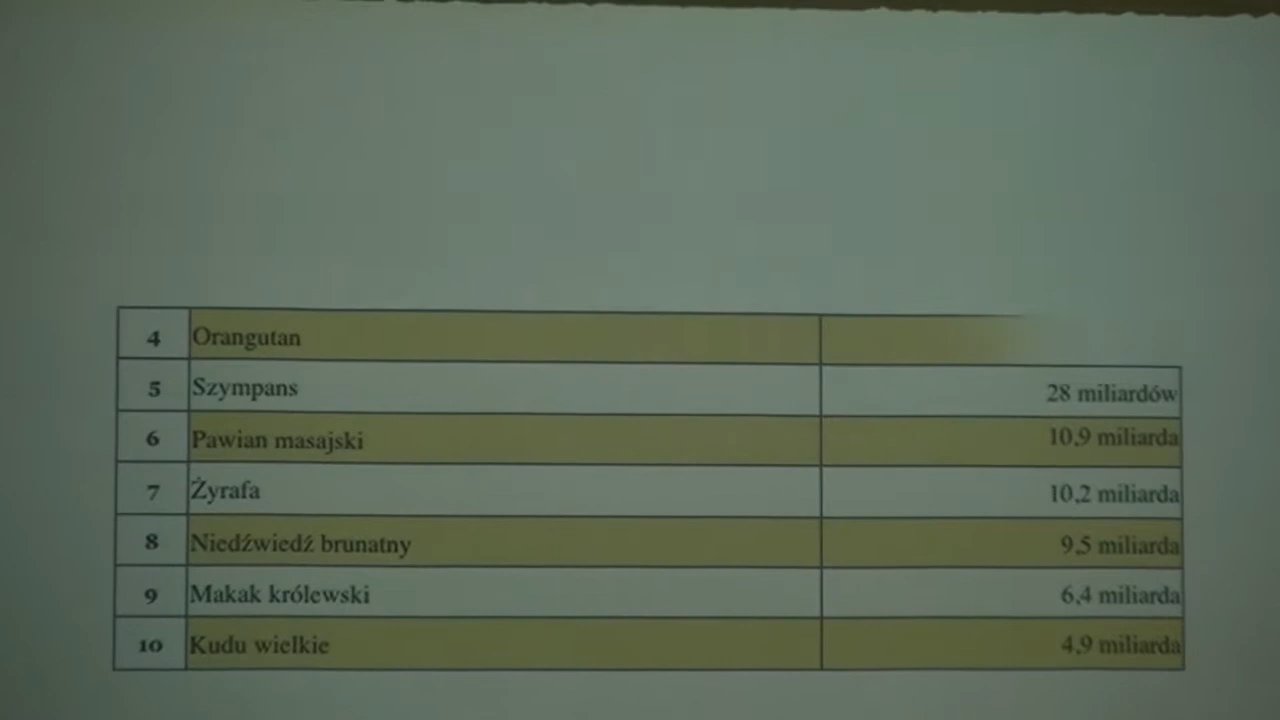 4 Orangutan
5 Szympans 28 miliardów
6 Pawian masajski 10,9 miliarda
7 Żyrafa 10,2 miliarda
8 Niedźwiedź brunatny 9,5 miliarda
9 Makak królewski 6,4 miliarda
10 Kudu wielkie 4,9 miliarda